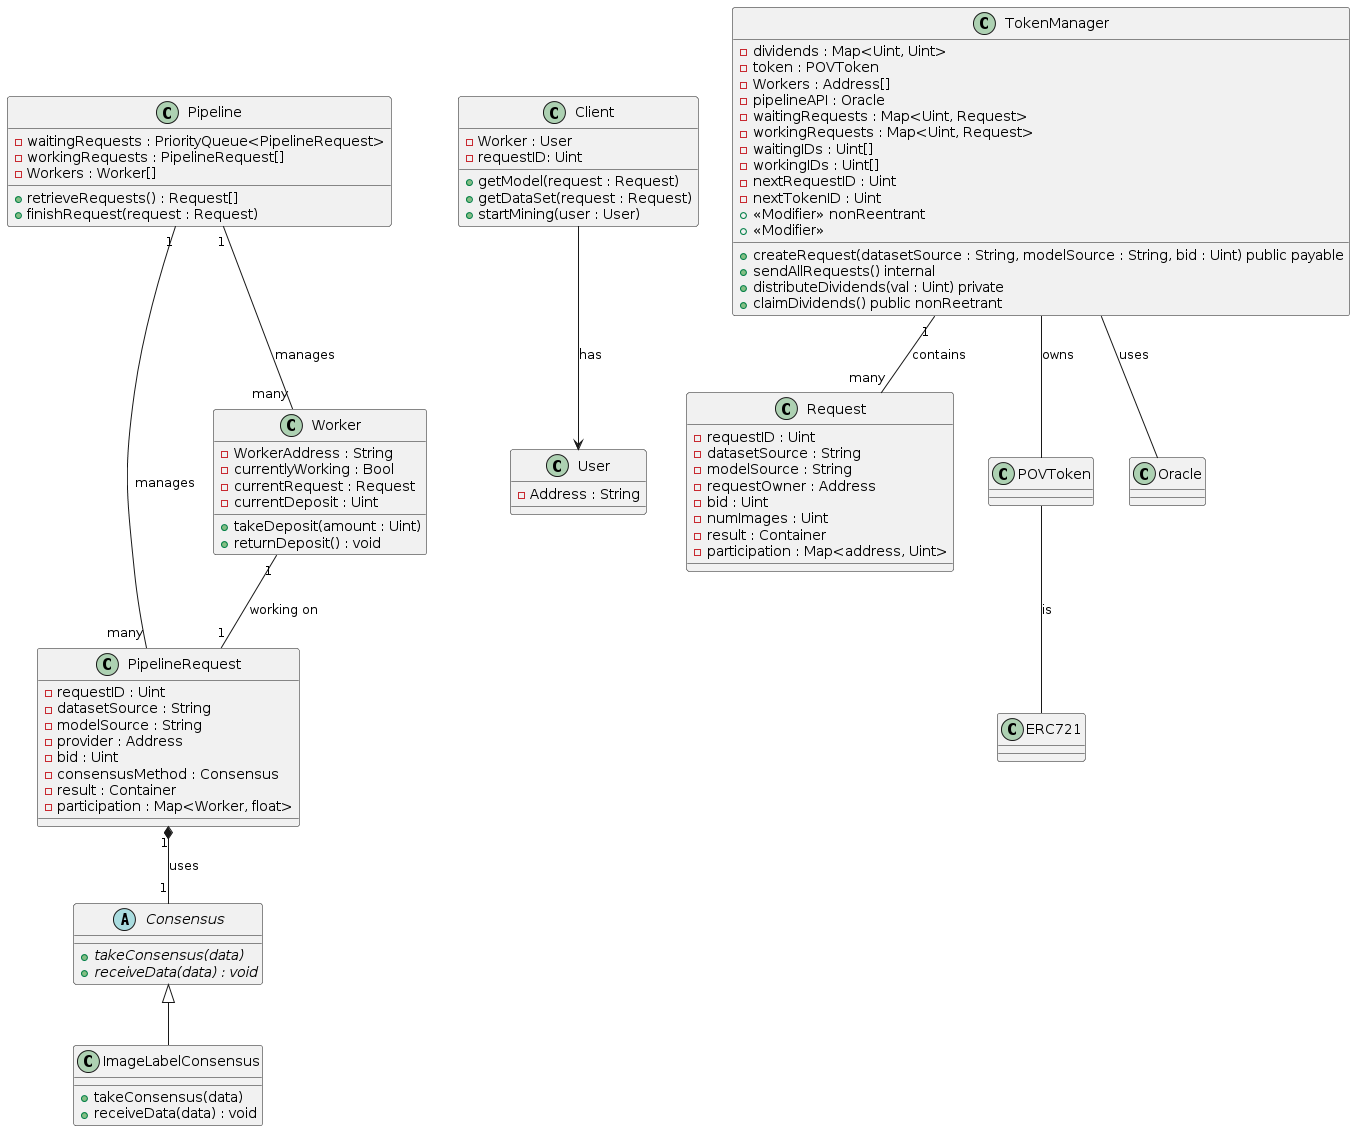 C Pipeline
waitingRequests : PriorityQueue<PipelineRequest>
workingRequests : PipelineRequest[]
Workers : Worker[]
retrieveRequests() : Request[]
finishRequest(request : Request)
C Client
Worker : User
requestID: Uint
getModel(request : Request)
getDataSet(request : Request)
startMining(user : User)
C TokenManager
dividends : Map<Uint, Uint>
token : POVToken
Workers : Address[]
pipelineAPI : Oracle
waitingRequests : Map<Uint, Request>
workingRequests : Map<Uint, Request>
waitingIDs : Uint[]
workingIDs : Uint[]
nextRequestID : Uint
nextTokenID : Uint
«Modifier» nonReentrant
«Modifier»
createRequest(datasetSource : String, modelSource : String, bid : Uint) public payable
sendAllRequests() internal
distributeDividends(val : Uint) private
claimDividends() public nonReetrant
1
1
manages
many
manages
many
has
1
contains
many
owns
uses
C Worker
WorkerAddress : String
currentlyWorking : Bool
currentRequest : Request
currentDeposit : Uint
takeDeposit(amount : Uint)
returnDeposit() : void
C User
Address : String
C Request
requestID : Uint
datasetSource : String
modelSource : String
requestOwner : Address
bid : Uint
numImages : Uint
result : Container
participation : Map<address, Uint>
C POVToken
C Oracle
1
working on
1
is
C PipelineRequest
requestID : Uint
datasetSource : String
modelSource : String
provider : Address
bid : Uint
consensusMethod : Consensus
result : Container
participation : Map<Worker, float>
C ERC721
1
uses
1
A Consensus
takeConsensus(data)
receiveData(data) : void
C ImageLabelConsensus
takeConsensus(data)
receiveData(data) : void